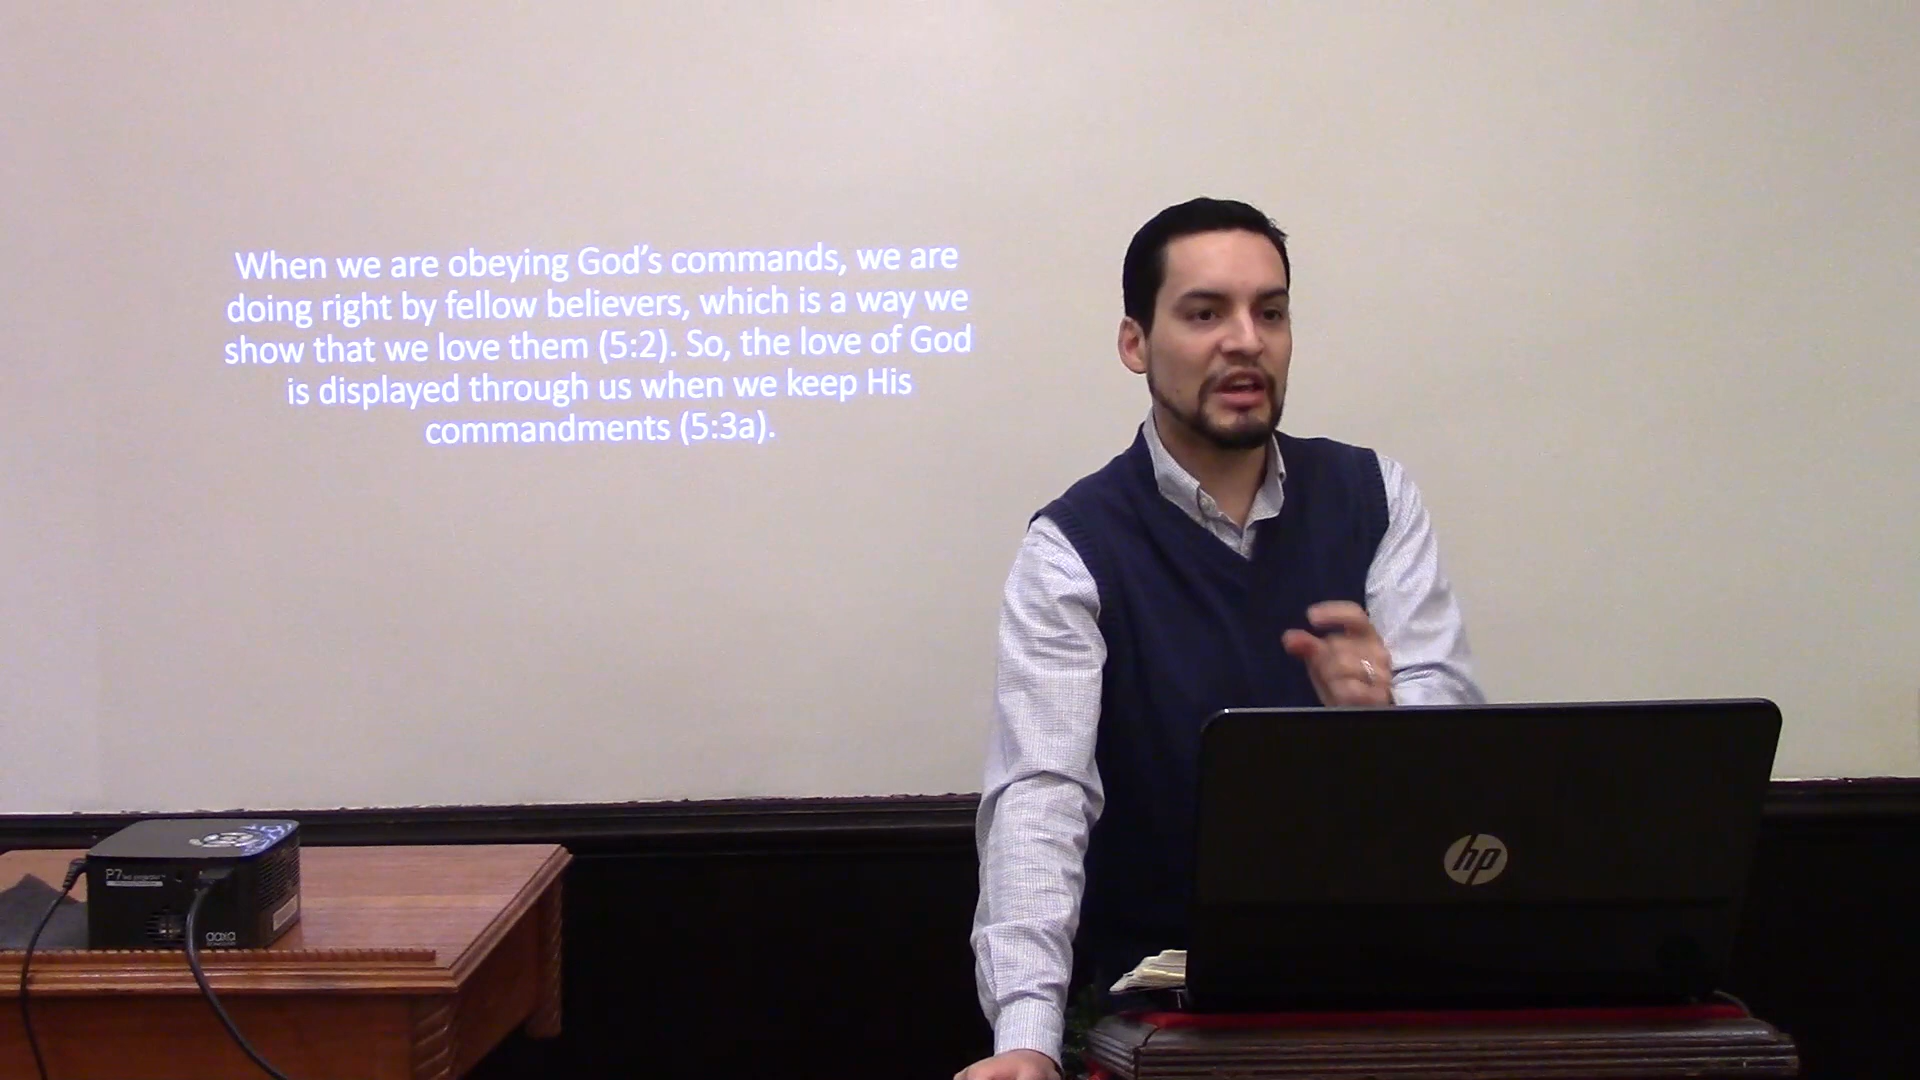 When we are obeying God's commands, we are
doing right by fellow believers, which is a way we
show that we love them (5:2). So, the love of God
is displayed through us when we keep His
commandments (5:3a).
hp
P7
aaxa